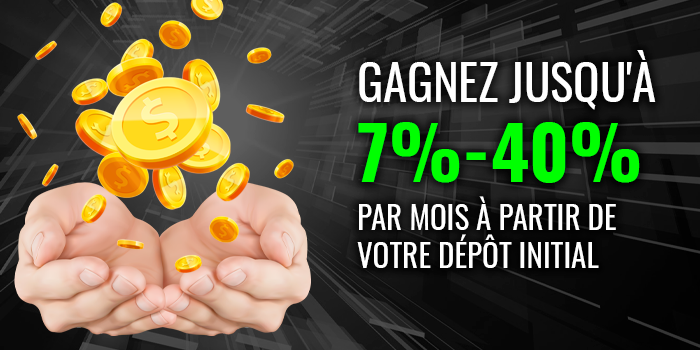 GAGNEZ JUSQU'À
7%-40%
PAR MOIS À PARTIR DE
VOTRE DÉPÔT INITIAL